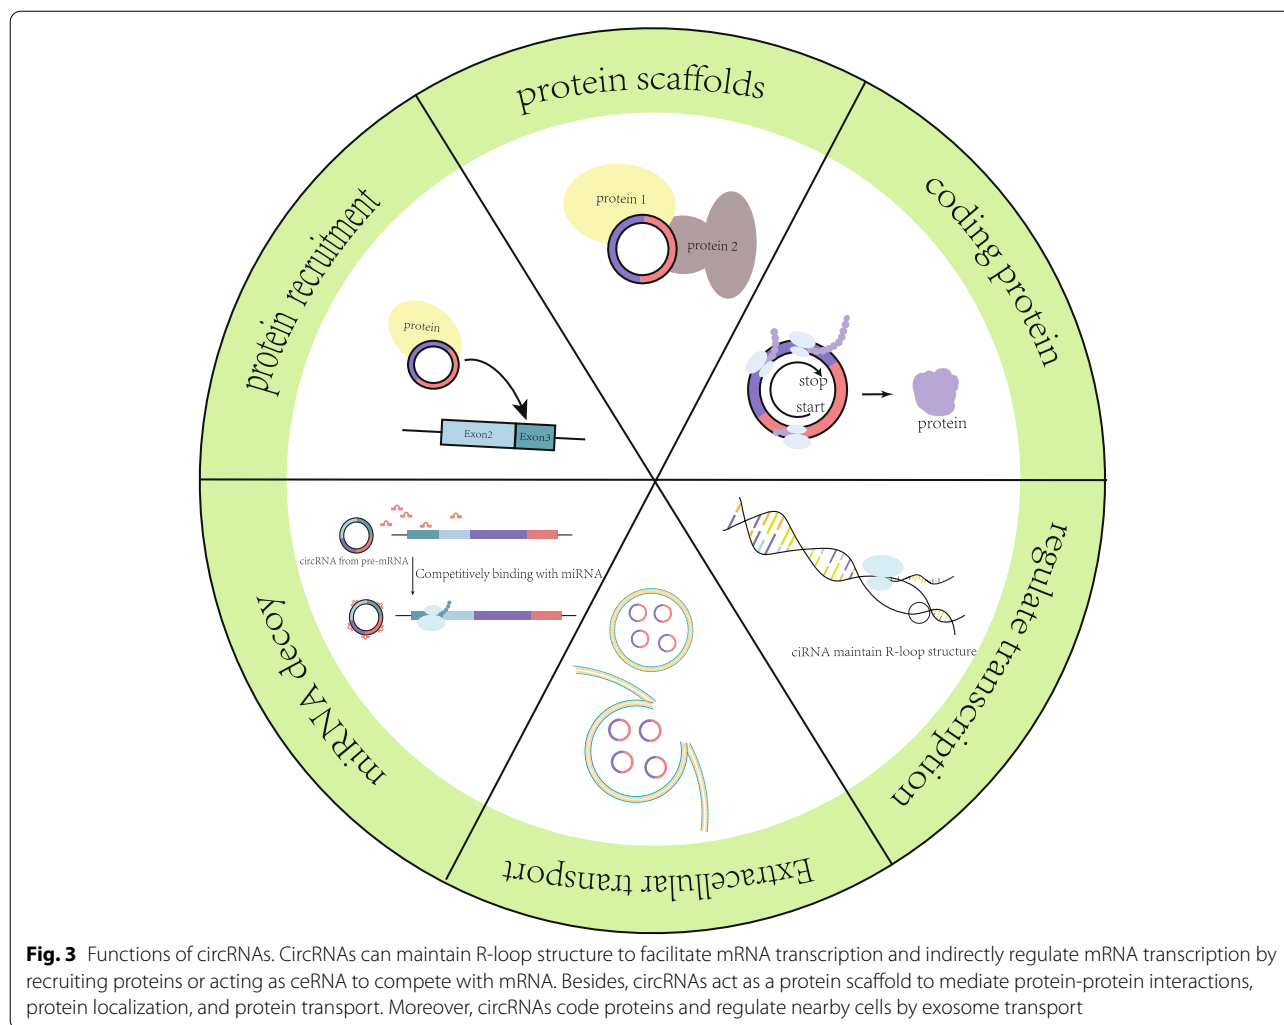 protein scaffolds
protein 1
protein 2
coding protein
stop
start
protein
protein recruitment
protein
Exon2
Exon3
regulate transcription
ciRNA maintain R-loop structure
miRNA decoy
circRNA from pre-mRNA
Competitively binding with miRNA
Extracellular transport
Fig. 3 Functions of circRNAs. CircRNAs can maintain R-loop structure to facilitate mRNA transcription and indirectly regulate mRNA transcription by
recruiting proteins or acting as ceRNA to compete with mRNA. Besides, circRNAs act as a protein scaffold to mediate protein-protein interactions,
protein localization, and protein transport. Moreover, circRNAs code proteins and regulate nearby cells by exosome transport